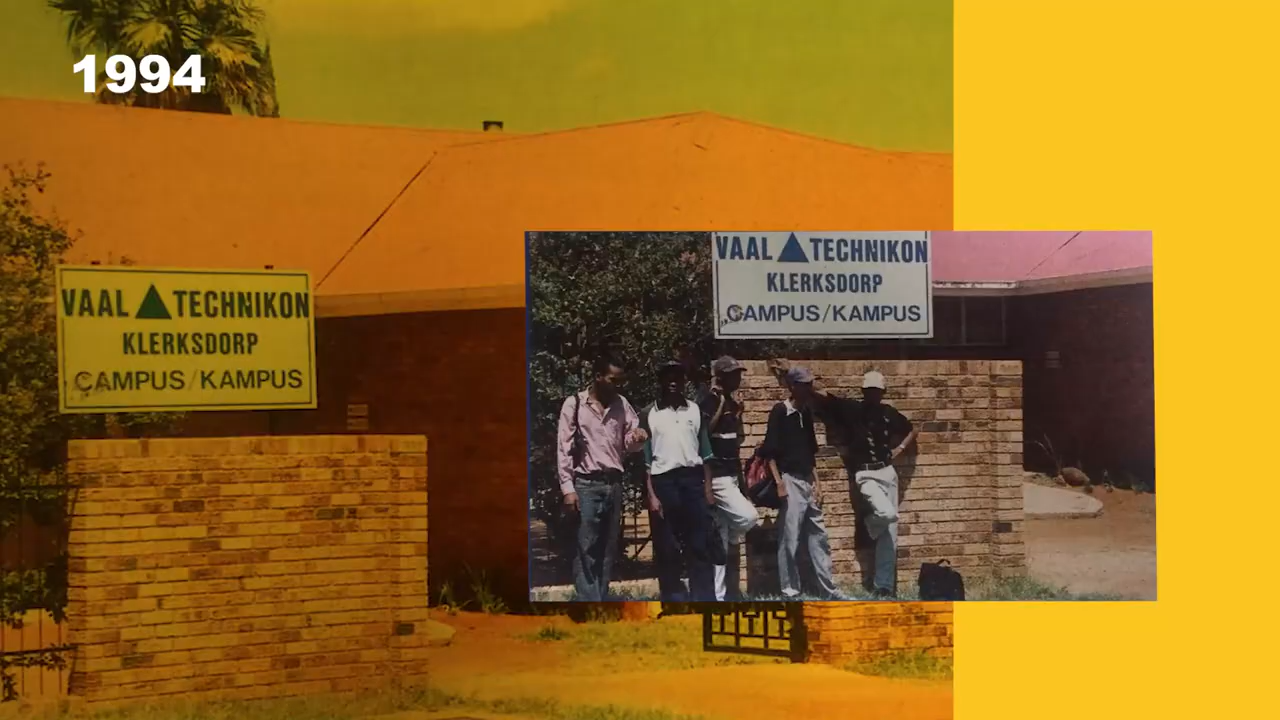 1994
VAAL TECHNIKON
KLERKSDORP
CAMPUS/KAMPUS
VAAL TECHNIKON
KLERKSDORP
CAMPUS/KAMPUS